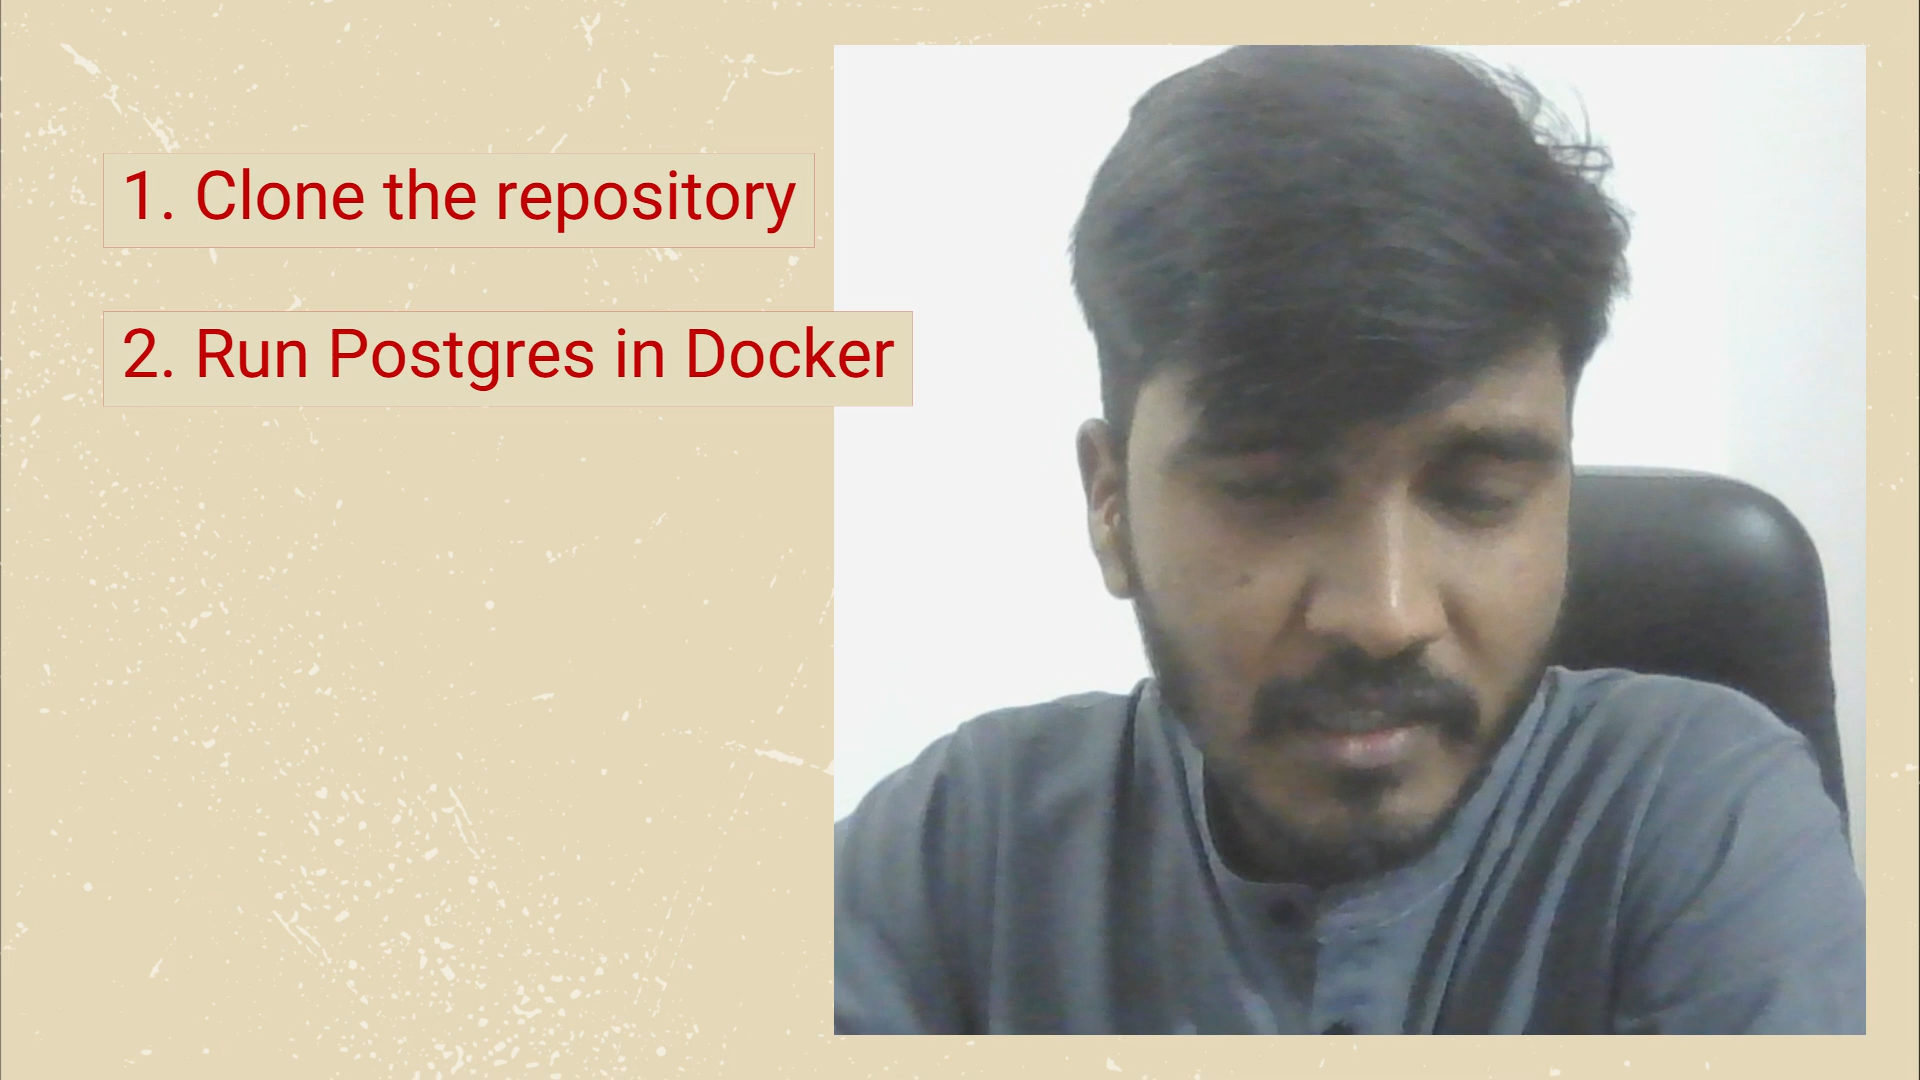 1. Clone the repository
2. Run Postgres in Docker